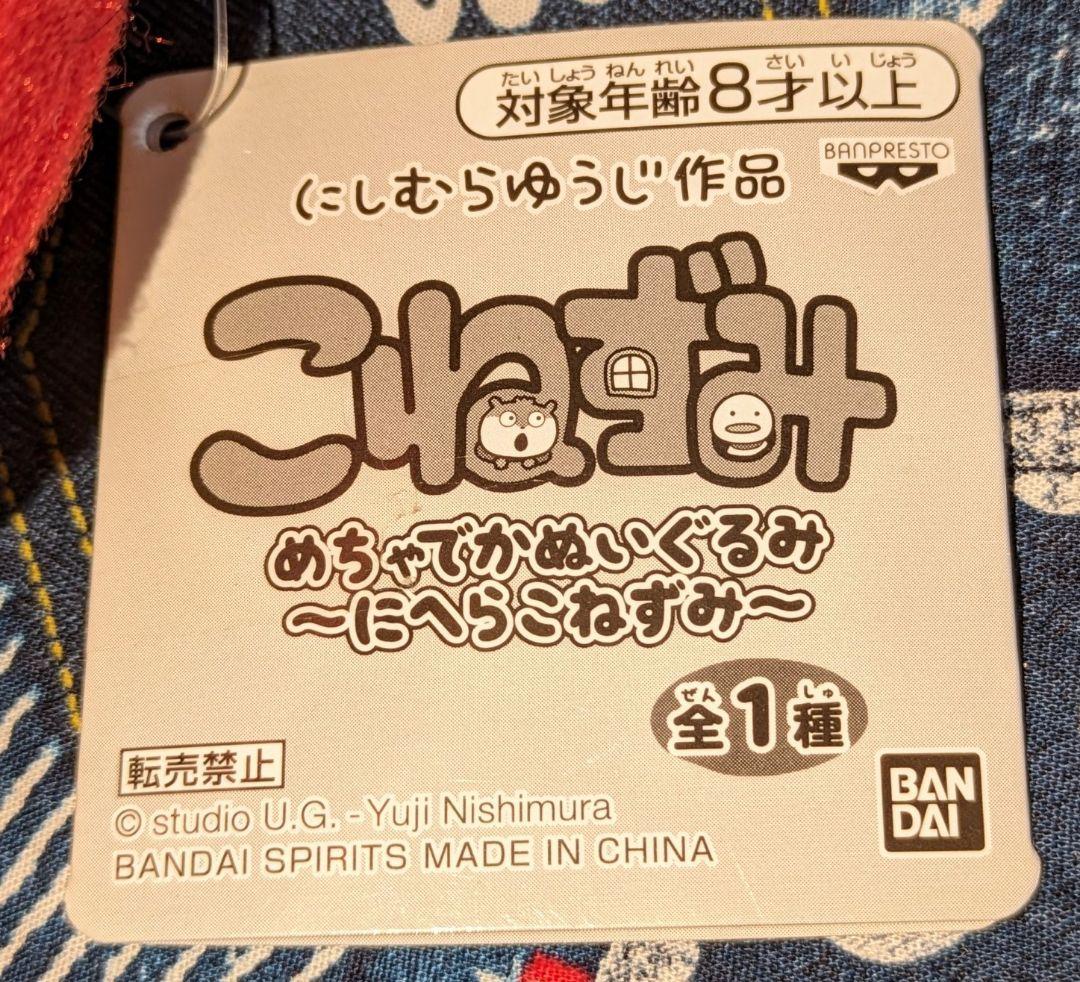 たいしょうねんれい さいいじょう
対象年齢8才以上
BANPRESTO
にしむらゆうじ作品
こねずみ
めちゃでかぬいぐるみ
～にへらこねずみ～
ぜん しゅ
全1種
転売禁止
© studio U.G. - Yuji Nishimura
BANDAI SPIRITS MADE IN CHINA
BAN
DAI